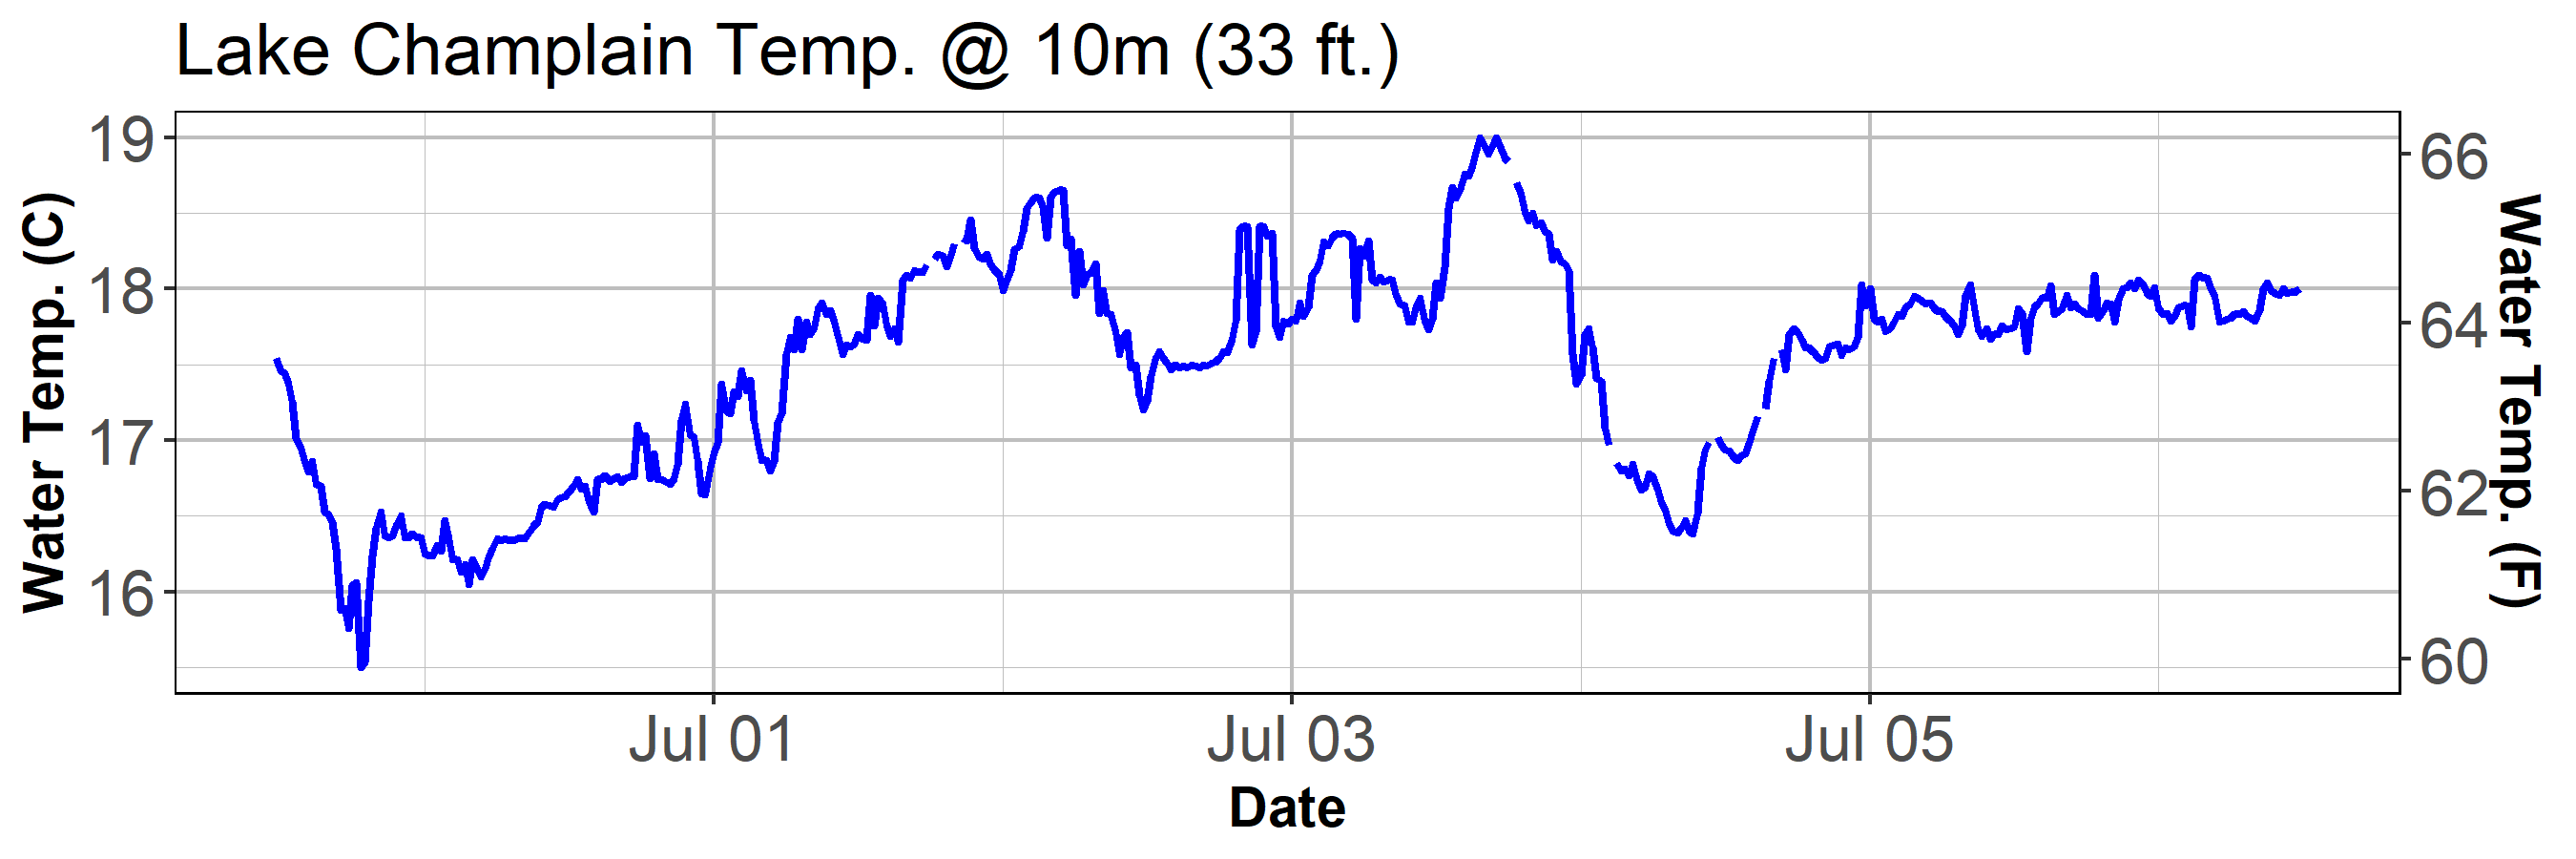 Lake Champlain Temp. @ 10m (33 ft.)
Water Temp. (C)
19
18
17
16
66
64
62
60
Water Temp. (F)
Jul 01
Jul 03
Jul 05
Date